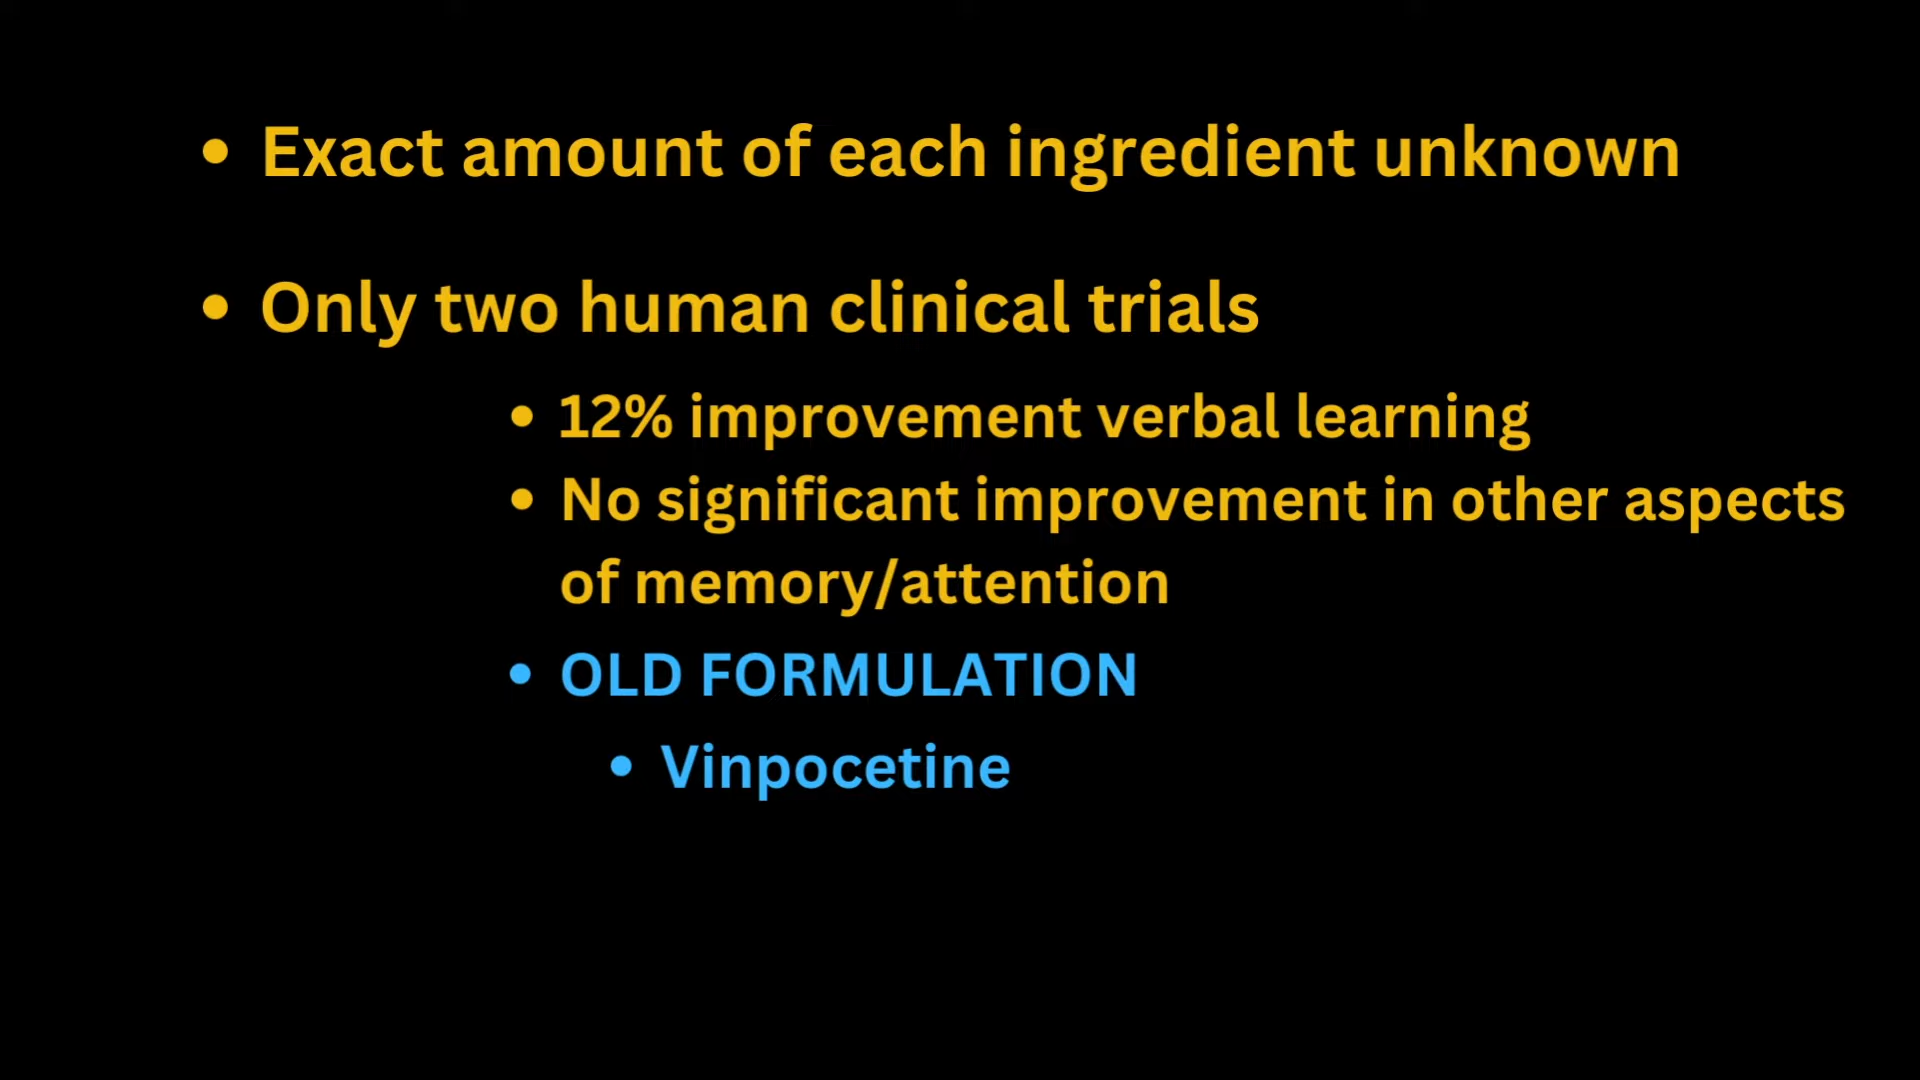 • Exact amount of each ingredient unknown
• Only two human clinical trials
• 12% improvement verbal learning
• No significant improvement in other aspects
of memory/attention
• OLD FORMULATION
• Vinpocetine